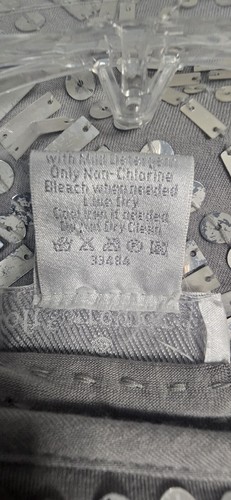 with Mild Detergent
Only Non-Chlorine
Bleach when needed
Line Dry
Cool Iron if needed
Do Not Dry Clean
33484